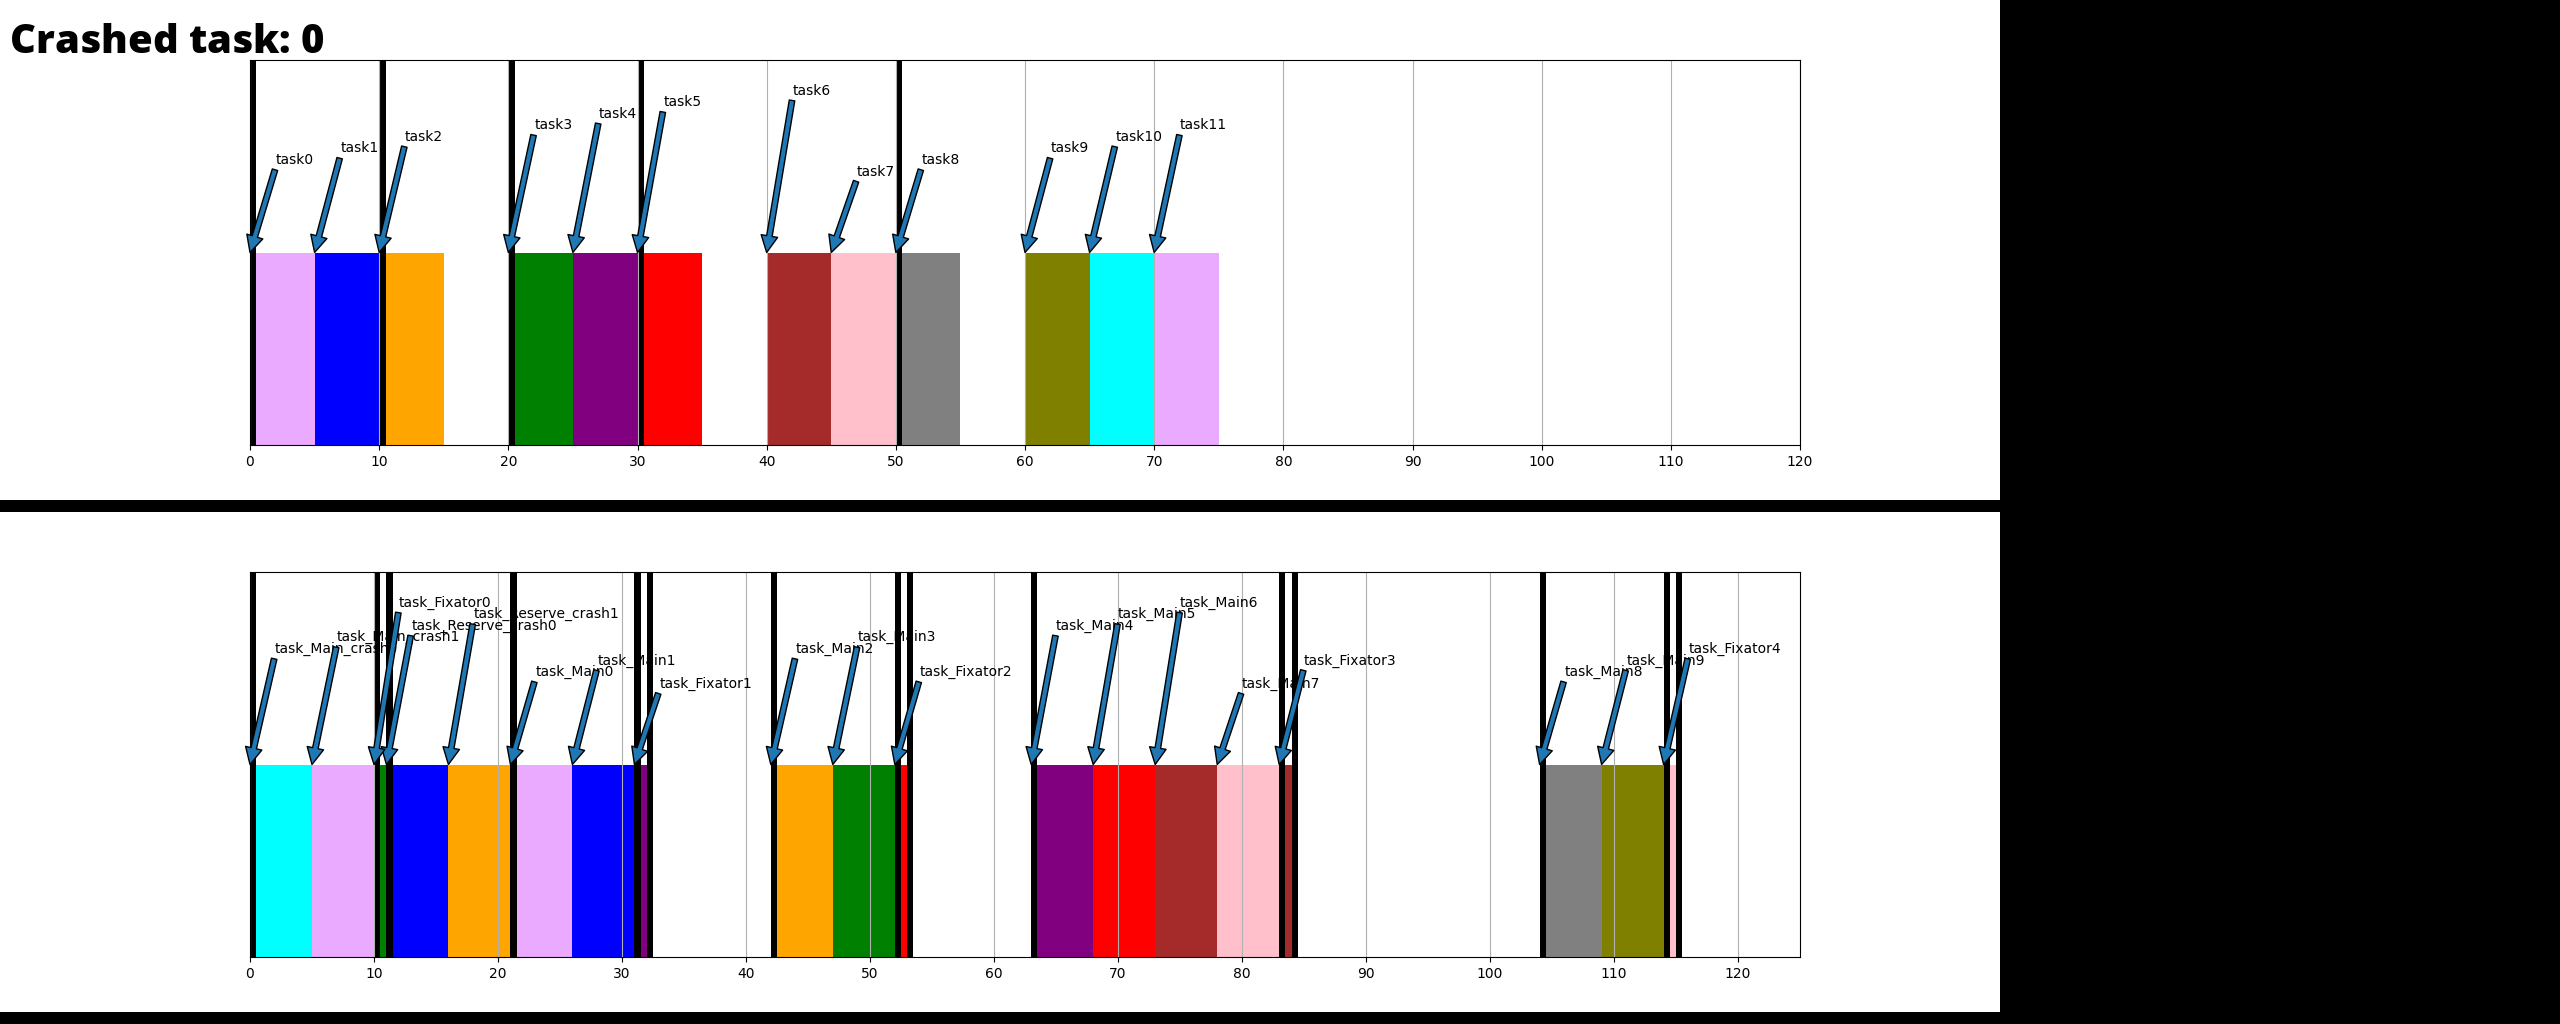 Crashed task: 0
task6
task5
task4
task3
task11
task2
task10
task1
task9
task0
task8
task7
0 10 20 30 40 50 60 70 80 90 100 110 120
task_Fixator0
task_Main6
task_Reserve_crash1
task_Main5
task_Reserve_crash0
task_Main4
task_Main_crash1
task_Main3
task_Main2
task_Fixator4
task_Main1
task_Fixator3
task_Main9
task_Main0
task_Fixator2
task_Main8
task_Fixator1
task_Main7
0 10 20 30 40 50 60 70 80 90 100 110 120